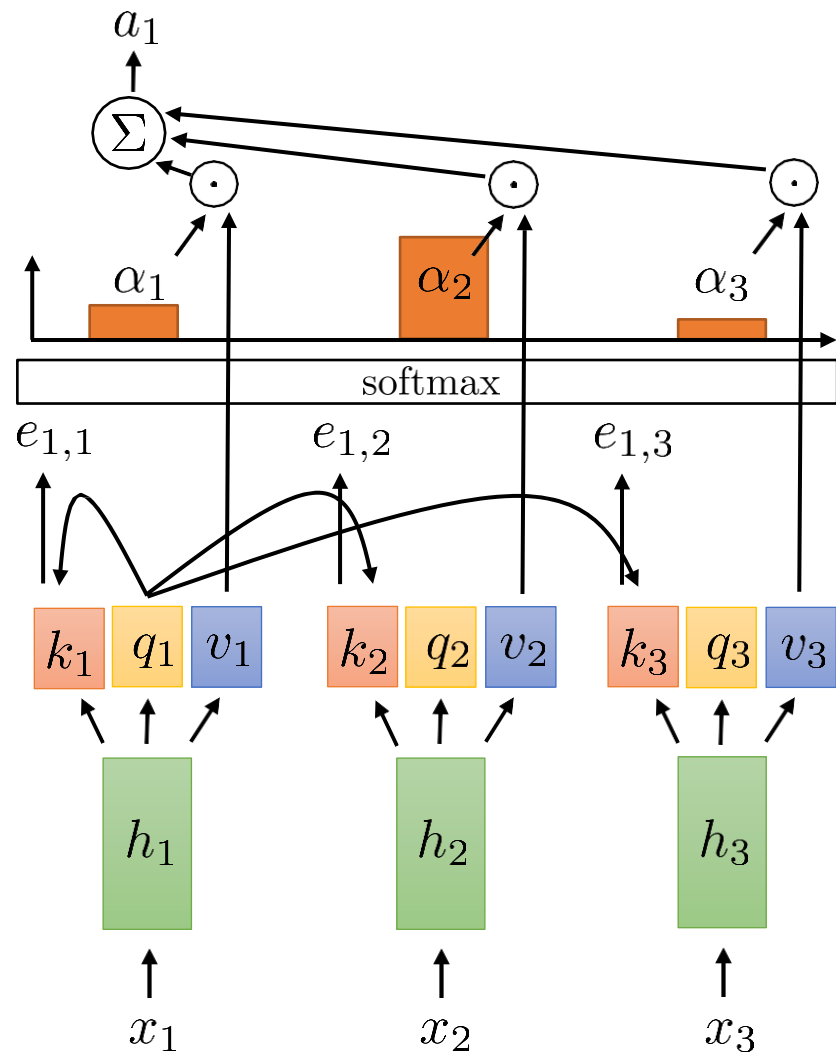 a₁
Σ
α₁ α₂ α₃
softmax
e₁,₁ e₁,₂ e₁,₃
k₁ q₁ v₁ k₂ q₂ v₂ k₃ q₃ v₃
h₁ h₂ h₃
x₁ x₂ x₃